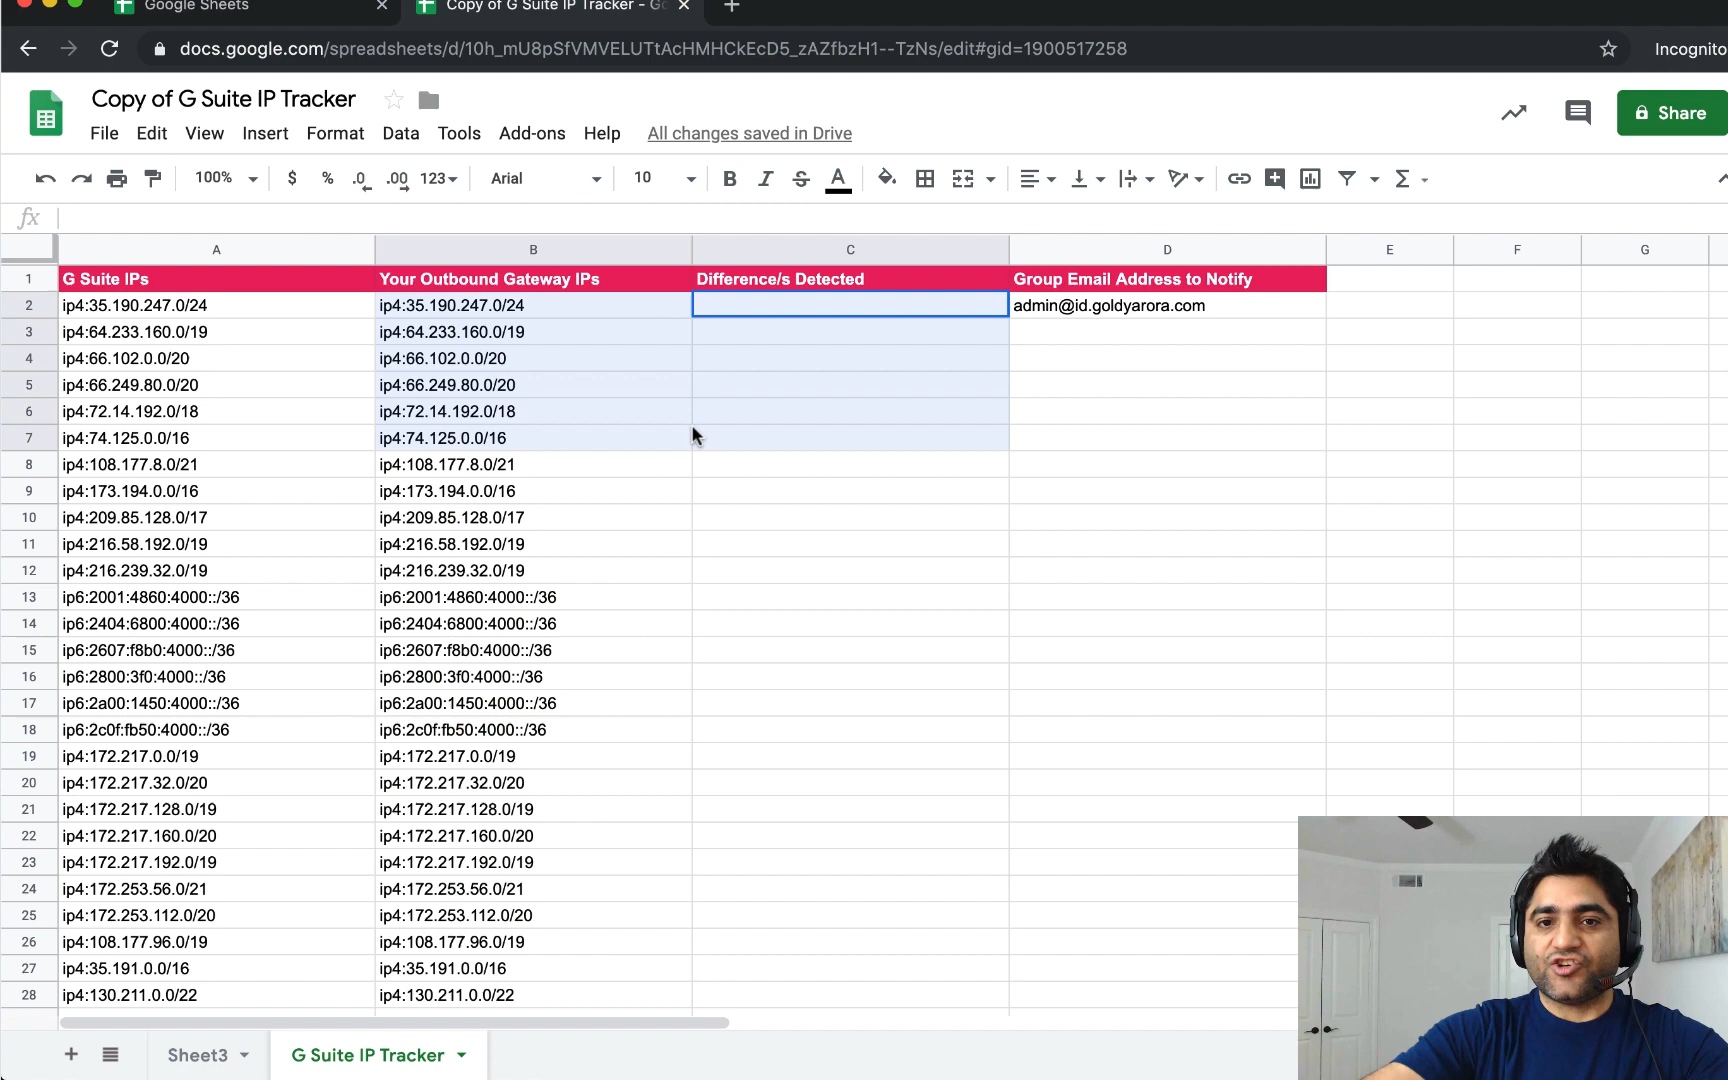 Google Sheets
Copy of G Suite IP Tracker - Go
docs.google.com/spreadsheets/d/10h_mU8pSfVMVELUTtAcHMHCkEcD5_zAZfbzH1--TzNs/edit#gid=1900517258
Incognito
Copy of G Suite IP Tracker
File Edit View Insert Format Data Tools Add-ons Help All changes saved in Drive
Share
100% $ % .0 .00 123 Arial 10 B I S A Σ
fx
A B C D E F G
1 G Suite IPs Your Outbound Gateway IPs Difference/s Detected Group Email Address to Notify
2 ip4:35.190.247.0/24 ip4:35.190.247.0/24 admin@id.goldyarora.com
3 ip4:64.233.160.0/19 ip4:64.233.160.0/19
4 ip4:66.102.0.0/20 ip4:66.102.0.0/20
5 ip4:66.249.80.0/20 ip4:66.249.80.0/20
6 ip4:72.14.192.0/18 ip4:72.14.192.0/18
7 ip4:74.125.0.0/16 ip4:74.125.0.0/16
8 ip4:108.177.8.0/21 ip4:108.177.8.0/21
9 ip4:173.194.0.0/16 ip4:173.194.0.0/16
10 ip4:209.85.128.0/17 ip4:209.85.128.0/17
11 ip4:216.58.192.0/19 ip4:216.58.192.0/19
12 ip4:216.239.32.0/19 ip4:216.239.32.0/19
13 ip6:2001:4860:4000::/36 ip6:2001:4860:4000::/36
14 ip6:2404:6800:4000::/36 ip6:2404:6800:4000::/36
15 ip6:2607:f8b0:4000::/36 ip6:2607:f8b0:4000::/36
16 ip6:2800:3f0:4000::/36 ip6:2800:3f0:4000::/36
17 ip6:2a00:1450:4000::/36 ip6:2a00:1450:4000::/36
18 ip6:2c0f:fb50:4000::/36 ip6:2c0f:fb50:4000::/36
19 ip4:172.217.0.0/19 ip4:172.217.0.0/19
20 ip4:172.217.32.0/20 ip4:172.217.32.0/20
21 ip4:172.217.128.0/19 ip4:172.217.128.0/19
22 ip4:172.217.160.0/20 ip4:172.217.160.0/20
23 ip4:172.217.192.0/19 ip4:172.217.192.0/19
24 ip4:172.253.56.0/21 ip4:172.253.56.0/21
25 ip4:172.253.112.0/20 ip4:172.253.112.0/20
26 ip4:108.177.96.0/19 ip4:108.177.96.0/19
27 ip4:35.191.0.0/16 ip4:35.191.0.0/16
28 ip4:130.211.0.0/22 ip4:130.211.0.0/22
Sheet3 G Suite IP Tracker